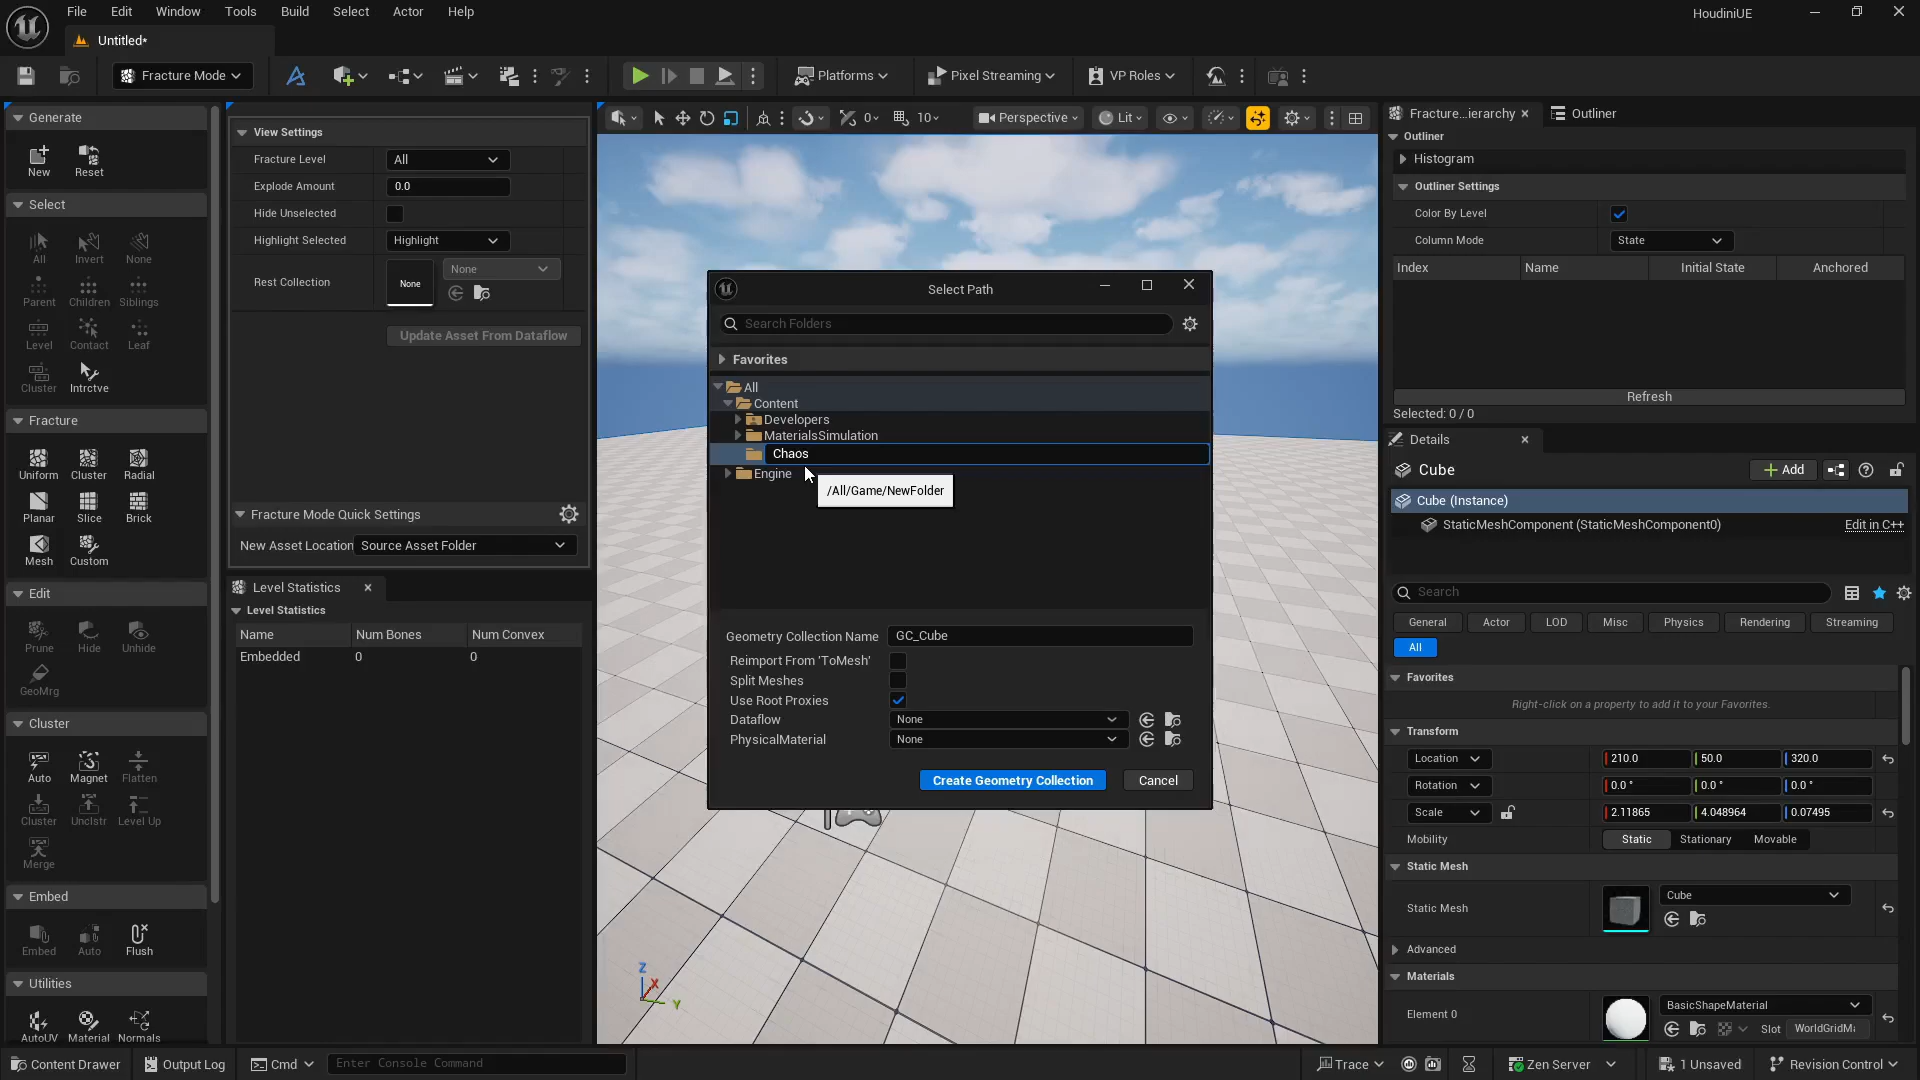 File Edit Window Tools Build Select Actor Help
HoudiniUE
Untitled*
Fracture Mode
Platforms
Pixel Streaming
VP Roles
Generate
New
Reset
Select
All
Invert
None
Parent
Children
Siblings
Level
Contact
Leaf
Cluster
Intrctve
Fracture
Uniform
Cluster
Radial
Planar
Slice
Brick
Mesh
Custom
Edit
Prune
Hide
Unhide
GeoMrg
Cluster
Auto
Magnet
Flatten
Cluster
Unclstr
Level Up
Merge
Embed
Embed
Auto
Flush
Utilities
AutoUV
Material
Normals
View Settings
Fracture Level All
Explode Amount 0.0
Hide Unselected
Highlight Selected Highlight
Rest Collection None None
Update Asset From Dataflow
Fracture Mode Quick Settings
New Asset Location Source Asset Folder
Level Statistics
Level Statistics
Name Num Bones Num Convex
Embedded 0 0
0
10
Perspective
Lit
Select Path
Search Folders
Favorites
All
Content
Developers
MaterialsSimulation
Chaos
Engine
/All/Game/NewFolder
Geometry Collection Name GC_Cube
Reimport From 'ToMesh'
Split Meshes
Use Root Proxies
Dataflow None
PhysicalMaterial None
Create Geometry Collection Cancel
Z
X
Y
Fracture...ierarchy Outliner
Outliner
Histogram
Outliner Settings
Color By Level
Column Mode State
Index Name Initial State Anchored
Refresh
Selected: 0 / 0
Details
Cube
Add
Cube (Instance)
StaticMeshComponent (StaticMeshComponent0) Edit in C++
Search
General Actor LOD Misc Physics Rendering Streaming
All
Favorites
Right-click on a property to add it to your Favorites.
Transform
Location 210.0 50.0 320.0
Rotation 0.0 ° 0.0 ° 0.0 °
Scale 2.11865 4.048964 0.07495
Mobility Static Stationary Movable
Static Mesh
Static Mesh Cube
Advanced
Materials
Element 0 BasicShapeMaterial
Slot WorldGridMa
Content Drawer Output Log Cmd Enter Console Command Trace Zen Server 1 Unsaved Revision Control